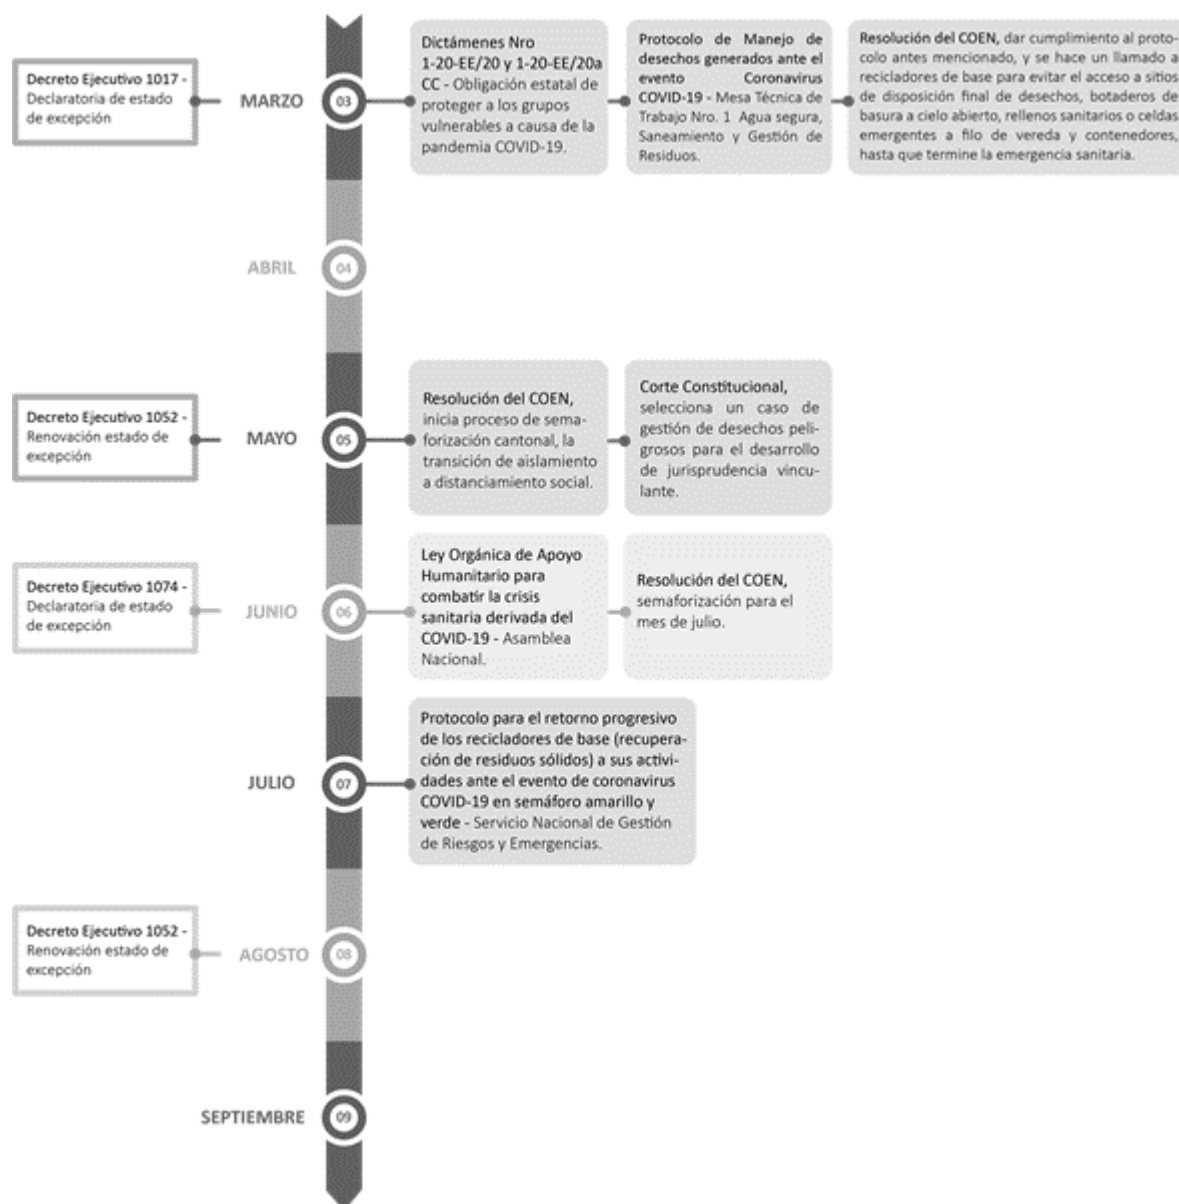 Decreto Ejecutivo 1017 -
Declaratoria de estado
de excepción
MARZO
03
Dictámenes Nro
1-20-EE/20 y 1-20-EE/20a
CC - Obligación estatal de
proteger a los grupos
vulnerables a causa de la
pandemia COVID-19.
Protocolo de Manejo de
desechos generados ante el
evento Coronavirus
COVID-19 - Mesa Técnica de
Trabajo Nro. 1 Agua segura,
Saneamiento y Gestión de
Residuos.
Resolución del COEN, dar cumplimiento al proto-
colo antes mencionado, y se hace un llamado a
recicladores de base para evitar el acceso a sitios
de disposición final de desechos, botaderos de
basura a cielo abierto, rellenos sanitarios o celdas
emergentes a filo de vereda y contenedores,
hasta que termine la emergencia sanitaria.
ABRIL
04
Decreto Ejecutivo 1052 -
Renovación estado de
excepción
MAYO
05
Resolución del COEN,
inicia proceso de sema-
forización cantonal, la
transición de aislamiento
a distanciamiento social.
Corte Constitucional,
selecciona un caso de
gestión de desechos peli-
grosos para el desarrollo
de jurisprudencia vincu-
lante.
Decreto Ejecutivo 1074 -
Declaratoria de estado
de excepción
JUNIO
06
Ley Orgánica de Apoyo
Humanitario para
combatir la crisis
sanitaria derivada del
COVID-19 - Asamblea
Nacional.
Resolución del COEN,
semaforización para el
mes de julio.
JULIO
07
Protocolo para el retorno progresivo
de los recicladores de base (recupera-
ción de residuos sólidos) a sus activi-
dades ante el evento de coronavirus
COVID-19 en semáforo amarillo y
verde - Servicio Nacional de Gestión
de Riesgos y Emergencias.
Decreto Ejecutivo 1052 -
Renovación estado de
excepción
AGOSTO
08
SEPTIEMBRE
09